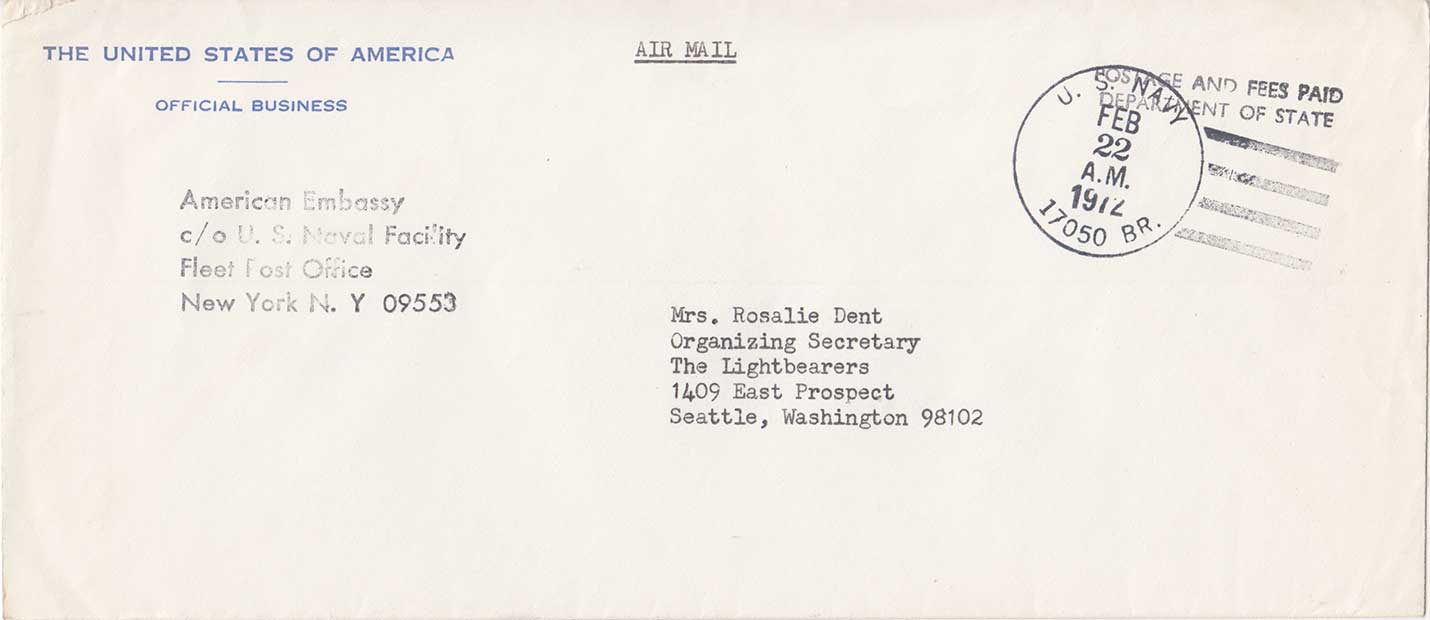 THE UNITED STATES OF AMERICA
OFFICIAL BUSINESS
AIR MAIL
POSTAGE AND FEES PAID
DEPARTMENT OF STATE
U. S. NAVY
FEB
22
A.M.
1972
17050 BR.
American Embassy
c/o U. S. Naval Facility
Fleet Post Office
New York N. Y 09553
Mrs. Rosalie Dent
Organizing Secretary
The Lightbearers
1409 East Prospect
Seattle, Washington 98102